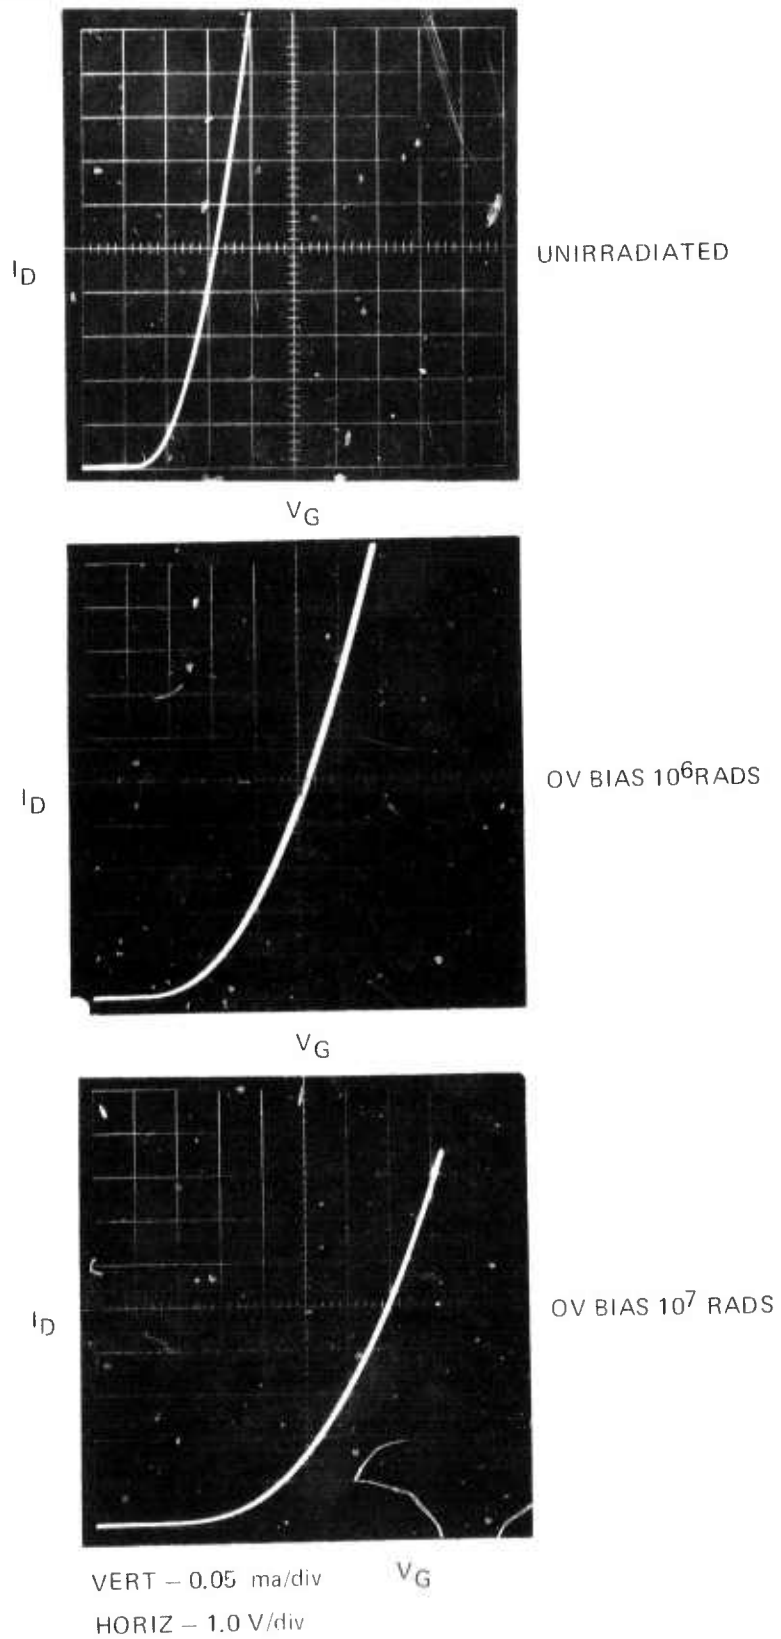 I_D
UNIRRADIATED
V_G
I_D
OV BIAS 10^6 RADS
V_G
I_D
OV BIAS 10^7 RADS
VERT – 0.05 ma/div
V_G
HORIZ – 1.0 V/div